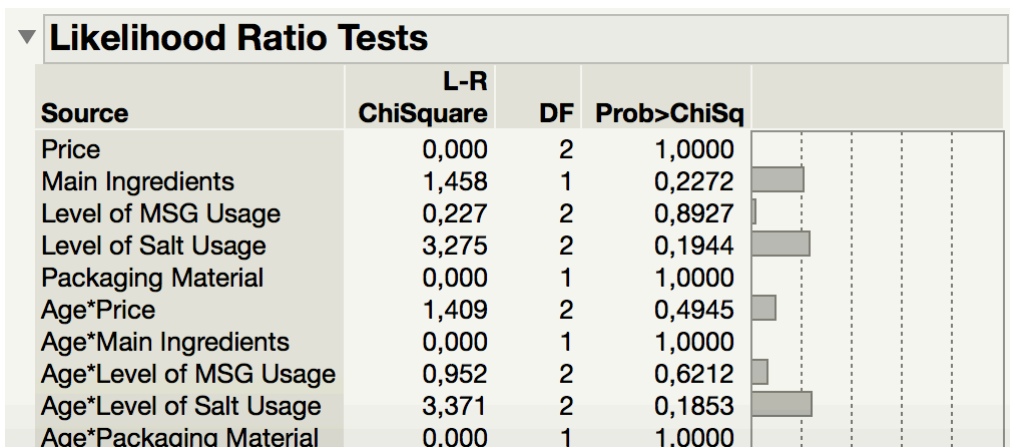 Likelihood Ratio Tests
L-R
Source ChiSquare DF Prob>ChiSq
Price 0,000 2 1,0000
Main Ingredients 1,458 1 0,2272
Level of MSG Usage 0,227 2 0,8927
Level of Salt Usage 3,275 2 0,1944
Packaging Material 0,000 1 1,0000
Age*Price 1,409 2 0,4945
Age*Main Ingredients 0,000 1 1,0000
Age*Level of MSG Usage 0,952 2 0,6212
Age*Level of Salt Usage 3,371 2 0,1853
Age*Packaging Material 0,000 1 1,0000